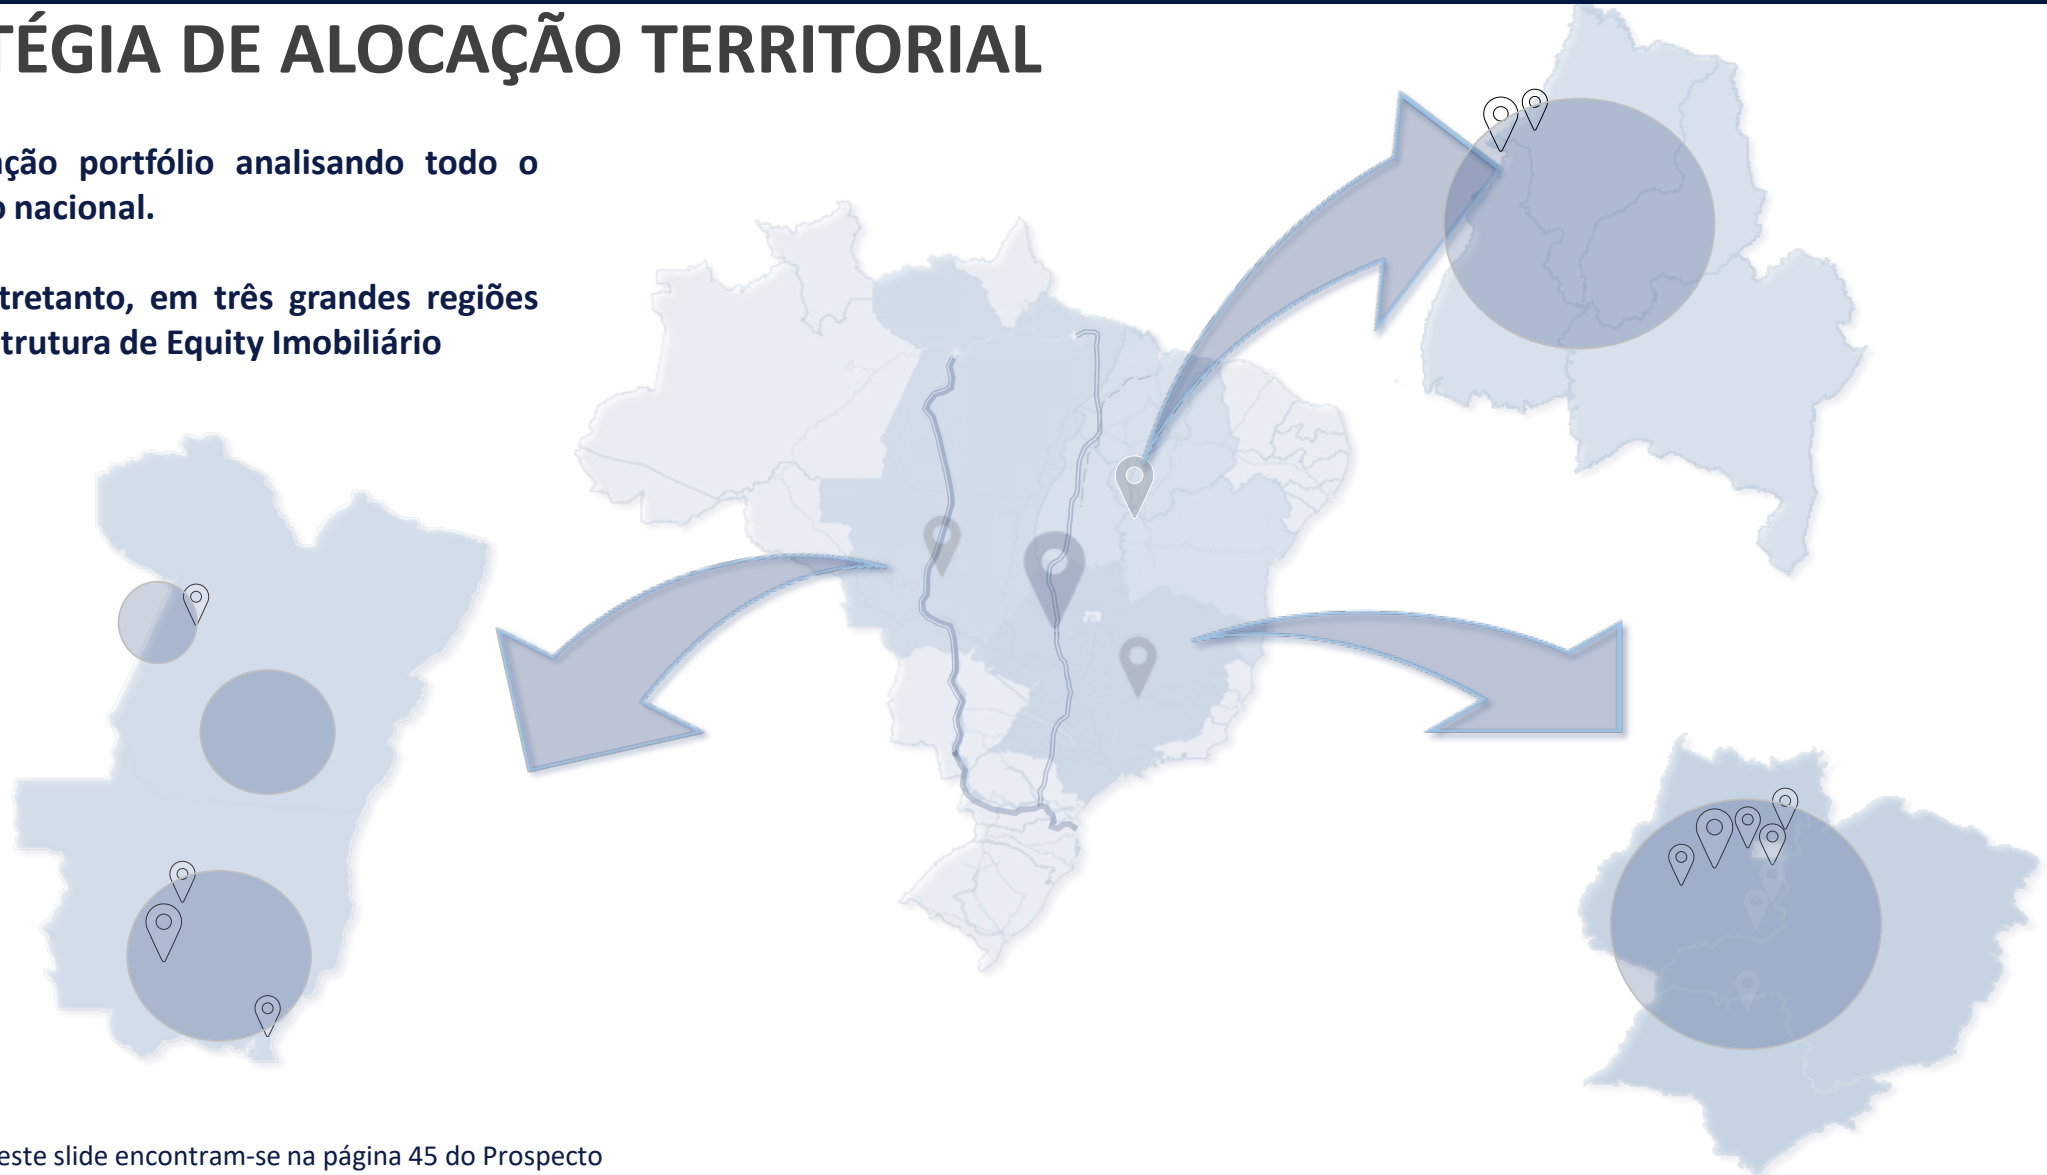 TÉGIA DE ALOCAÇÃO TERRITORIAL
ção portfólio analisando todo o
nacional.
tretanto, em três grandes regiões
trutura de Equity Imobiliário
este slide encontram-se na página 45 do Prospecto